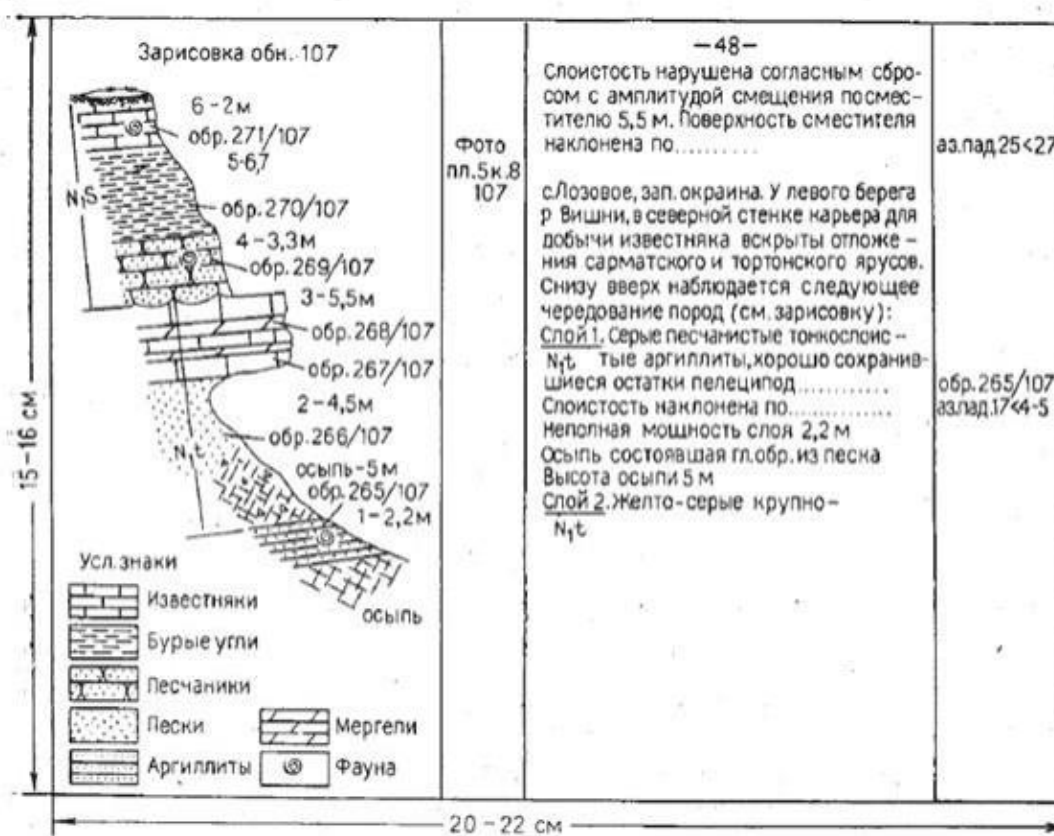 Зарисовка обн. 107
6-2м
обр. 271/107
5-6,7
N₁S
обр. 270/107
4-3,3м
обр. 269/107
3-5,5м
обр. 268/107
обр. 267/107
2-4,5м
обр. 266/107
N₁t
осыпь-5м
обр. 265/107
1-2,2м
осыпь
Усл. знаки
Известняки
Бурые угли
Песчаники
Пески
Аргиллиты
Мергели
Фауна
Фото
пл.5к.8
107
-48-
Слоистость нарушена согласным сбро-
сом с амплитудой смещения по смес-
тителю 5,5 м. Поверхность сместителя
наклонена по..........
аз.пад.25<27
с.Лозовое, зап. окраина. У левого берега
р Вишни, в северной стенке карьера для
добычи известняка вскрыты отложе-
ния сарматского и тортонского ярусов.
Снизу вверх наблюдается следующее
чередование пород (см. зарисовку):
Слой 1. Серые песчанистые тонкослоис-
N₁t тые аргиллиты, хорошо сохранив-
шиеся остатки пелеципод............
обр. 265/107
Слоистость наклонена по.............
аз.пад.17<4-5
Неполная мощность слоя 2,2 м
Осыпь состоявшая гл.обр. из песка
Высота осыпи 5 м
Слой 2. Желто-серые крупно-
N₁t
15-16 см
20-22 см